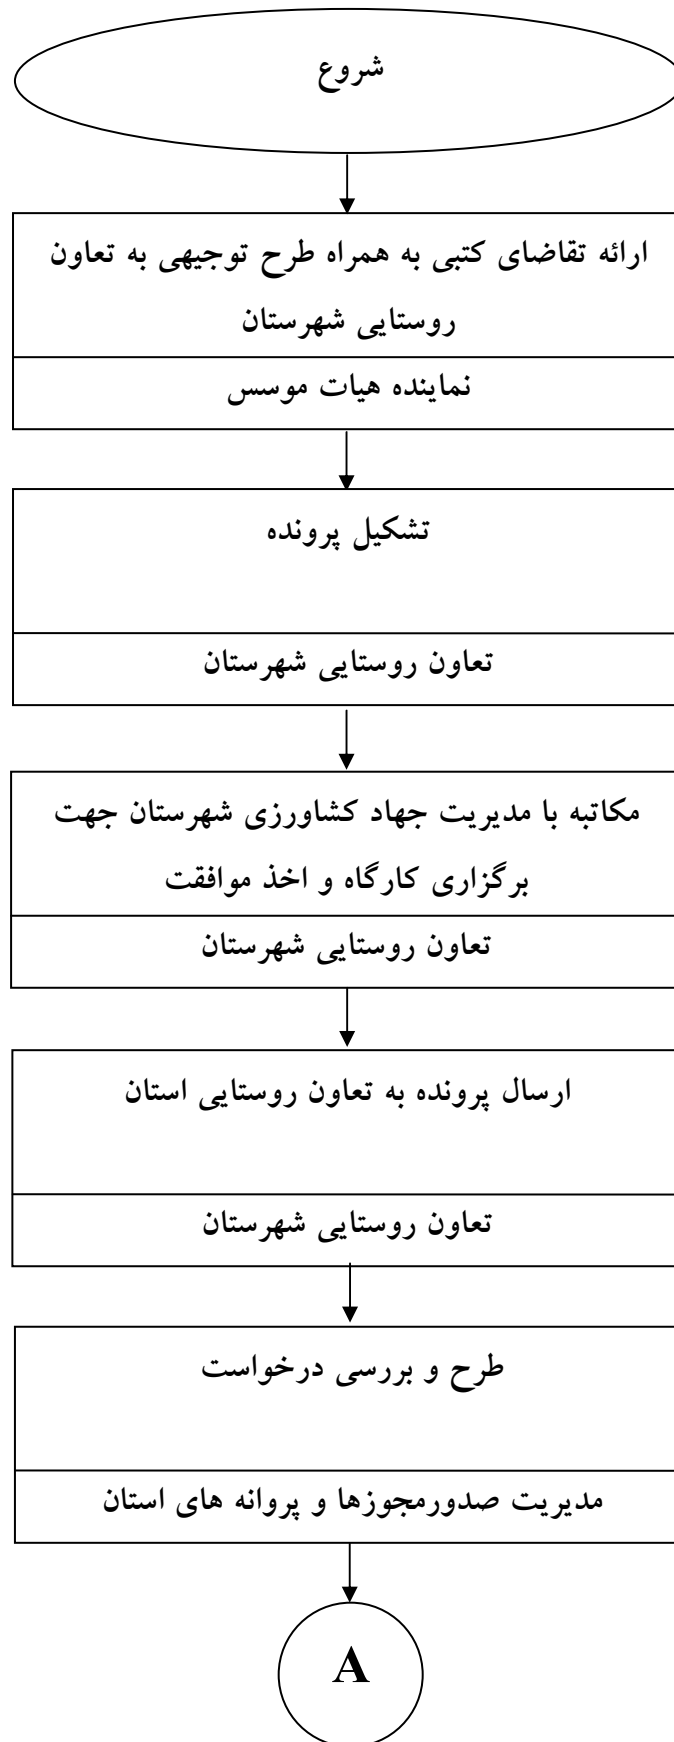 شروع
ارائه تقاضای کتبی به همراه طرح توجیهی به تعاون
روستایی شهرستان
نماینده هیات موسس
تشکیل پرونده
تعاون روستایی شهرستان
مکاتبه با مدیریت جهاد کشاورزی شهرستان جهت
برگزاری کارگاه و اخذ موافقت
تعاون روستایی شهرستان
ارسال پرونده به تعاون روستایی استان
تعاون روستایی شهرستان
طرح و بررسی درخواست
مدیریت صدورمجوزها و پروانه های استان
A